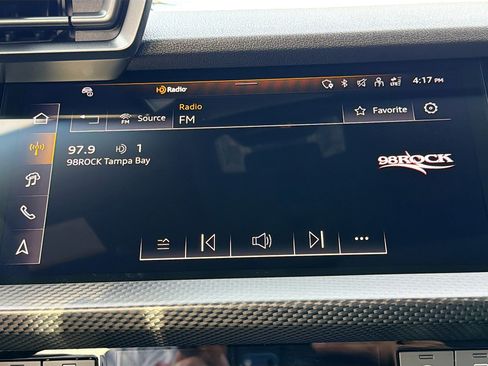 HD Radio 4:17 PM
Radio
FM Source FM Favorite
97.9 HD 1
98ROCK Tampa Bay
98ROCK